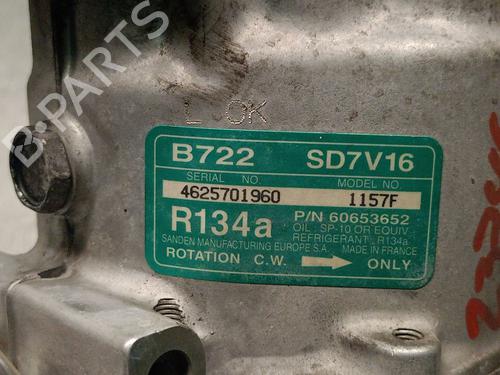 B-PARTS
L OK
B722 SD7V16
SERIAL NO. MODEL NO.
4625701960 1157F
R134a P/N 60653652
OIL : SP-10 OR EQUIV.
REFRIGERANT : R134a
SANDEN MANUFACTURING EUROPE S.A. MADE IN FRANCE
ROTATION C.W. ONLY